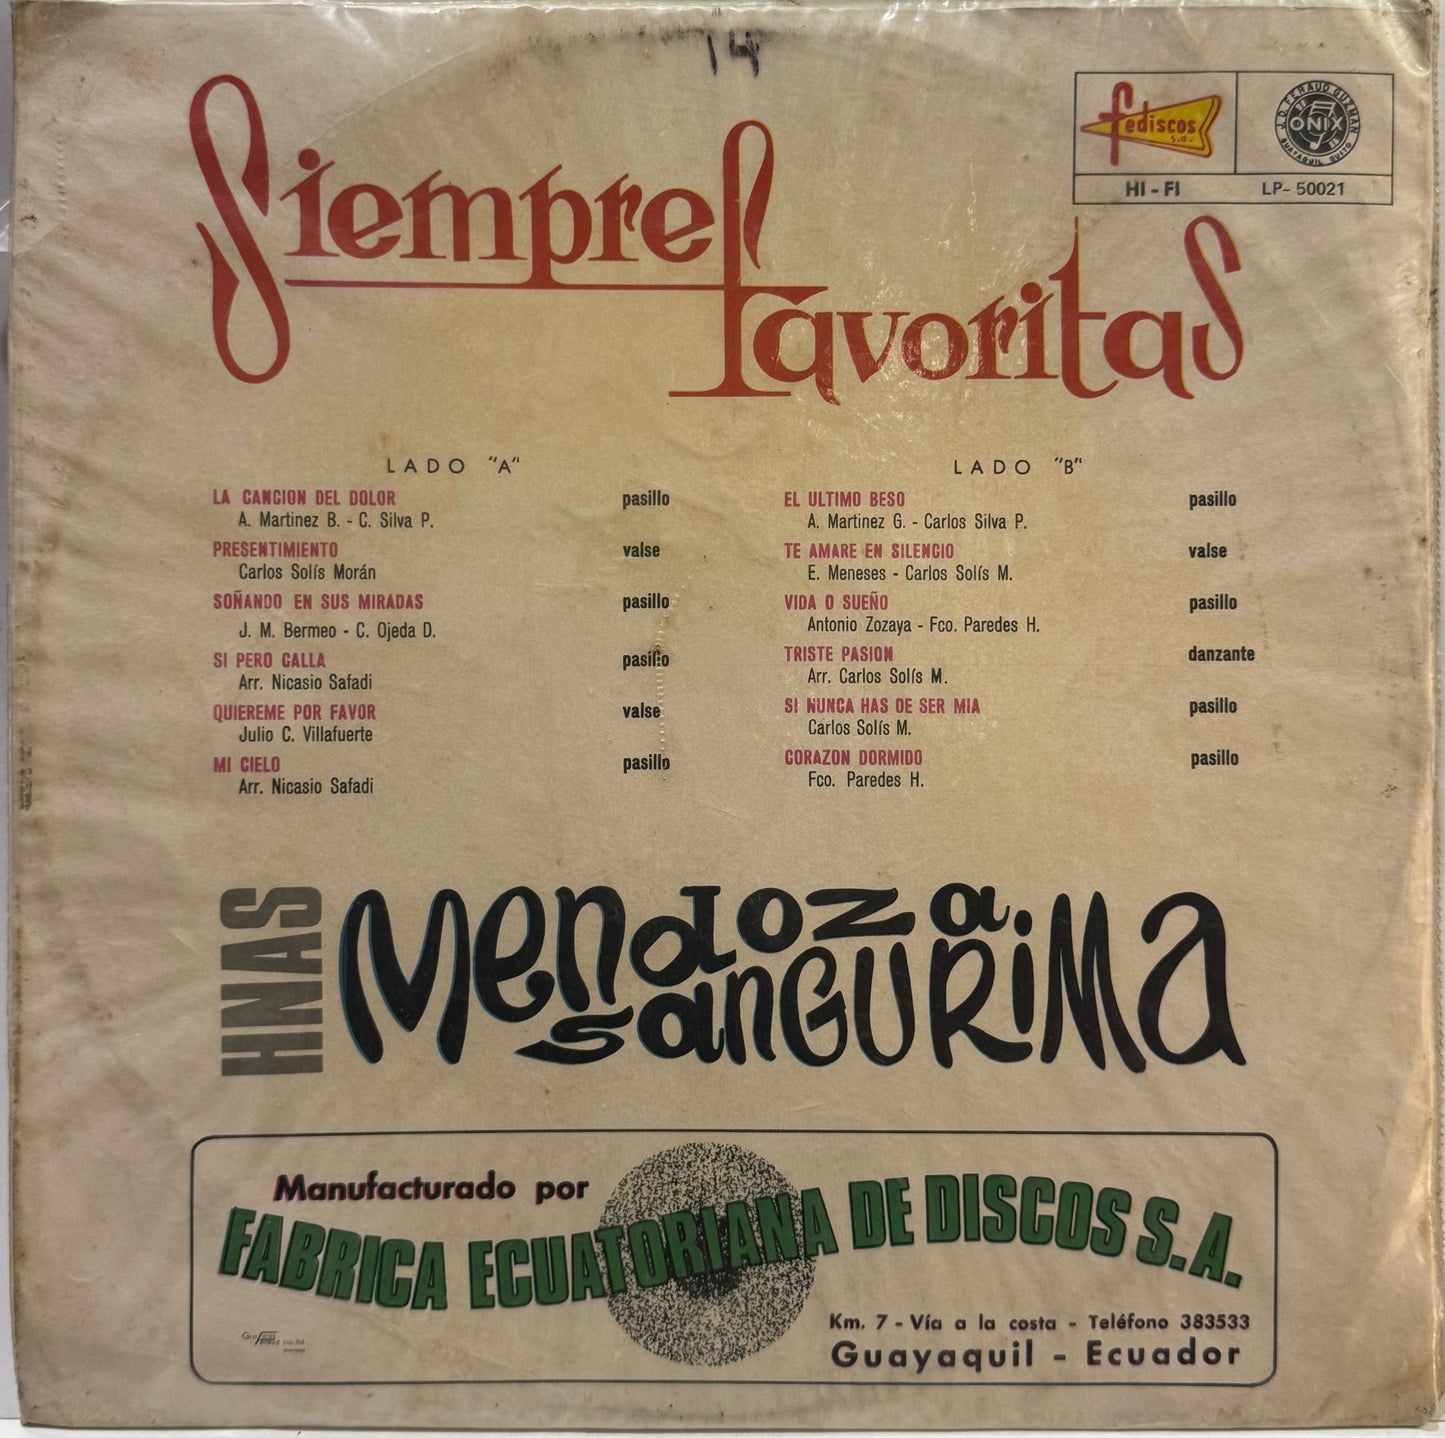 14
Siempre Favoritas
fediscos
s.a.
J. D. FERAUD GUZMAN
ONIX
GUAYAQUIL QUITO
HI - FI
LP- 50021
LADO "A"
LA CANCION DEL DOLOR pasillo
A. Martinez B. - C. Silva P.
PRESENTIMIENTO valse
Carlos Solís Morán
SOÑANDO EN SUS MIRADAS pasillo
J. M. Bermeo - C. Ojeda D.
SI PERO CALLA pasillo
Arr. Nicasio Safadi
QUIEREME POR FAVOR valse
Julio C. Villafuerte
MI CIELO pasillo
Arr. Nicasio Safadi
LADO "B"
EL ULTIMO BESO pasillo
A. Martinez G. - Carlos Silva P.
TE AMARE EN SILENCIO valse
E. Meneses - Carlos Solís M.
VIDA O SUEÑO pasillo
Antonio Zozaya - Fco. Paredes H.
TRISTE PASION danzante
Arr. Carlos Solís M.
SI NUNCA HAS DE SER MIA pasillo
Carlos Solís M.
CORAZON DORMIDO pasillo
Fco. Paredes H.
HNAS
MENdOZa
SaNGURiMa
Manufacturado por
FABRICA ECUATORIANA DE DISCOS S.A.
Km. 7 - Vía a la costa - Teléfono 383533
Guayaquil - Ecuador